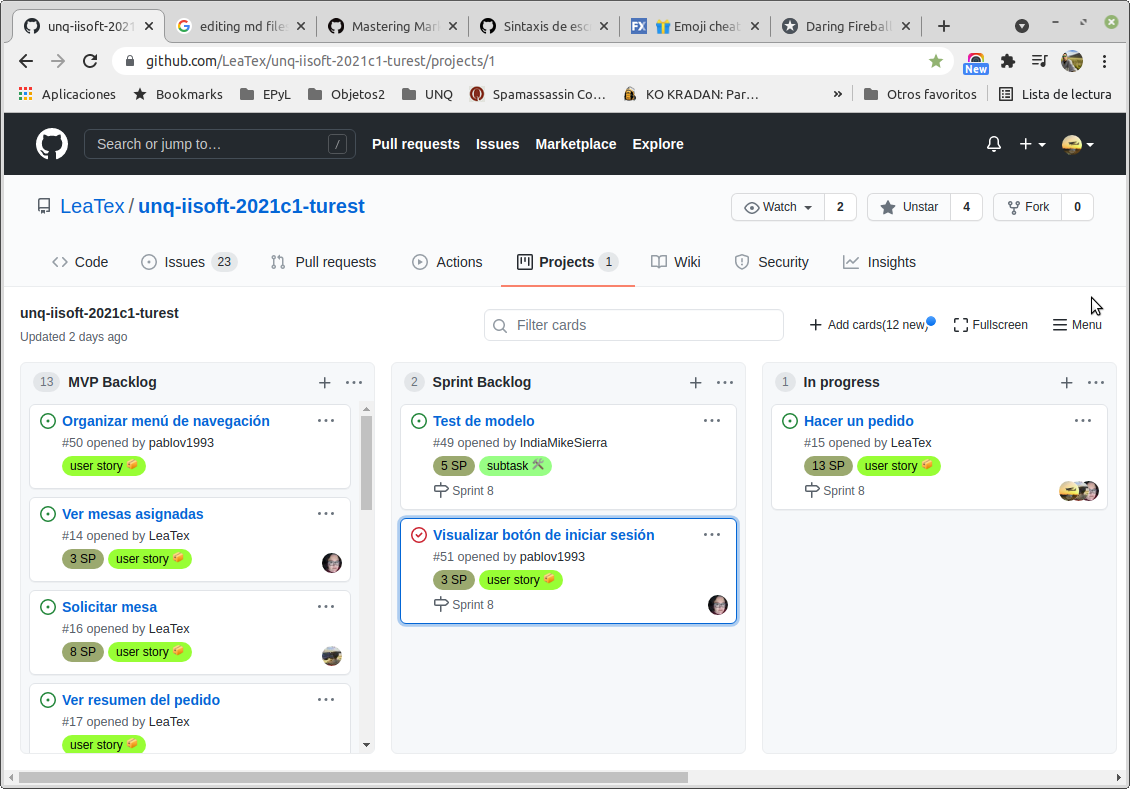 unq-iisoft-2021
editing md files
Mastering Mar
Sintaxis de esc
Emoji cheat
Daring Fireball
github.com/LeaTex/unq-iisoft-2021c1-turest/projects/1
New
Aplicaciones
Bookmarks
EPyL
Objetos2
UNQ
Spamassassin Co…
KO KRADAN: Par…
»
Otros favoritos
Lista de lectura
Search or jump to…
/
Pull requests
Issues
Marketplace
Explore
LeaTex / unq-iisoft-2021c1-turest
Watch 2
Unstar 4
Fork 0
Code
Issues 23
Pull requests
Actions
Projects 1
Wiki
Security
Insights
unq-iisoft-2021c1-turest
Updated 2 days ago
Filter cards
Add cards(12 new)
Fullscreen
Menu
13 MVP Backlog
Organizar menú de navegación
#50 opened by pablov1993
user story
Ver mesas asignadas
#14 opened by LeaTex
3 SP user story
Solicitar mesa
#16 opened by LeaTex
8 SP user story
Ver resumen del pedido
#17 opened by LeaTex
user story
2 Sprint Backlog
Test de modelo
#49 opened by IndiaMikeSierra
5 SP subtask
Sprint 8
Visualizar botón de iniciar sesión
#51 opened by pablov1993
3 SP user story
Sprint 8
1 In progress
Hacer un pedido
#15 opened by LeaTex
13 SP user story
Sprint 8